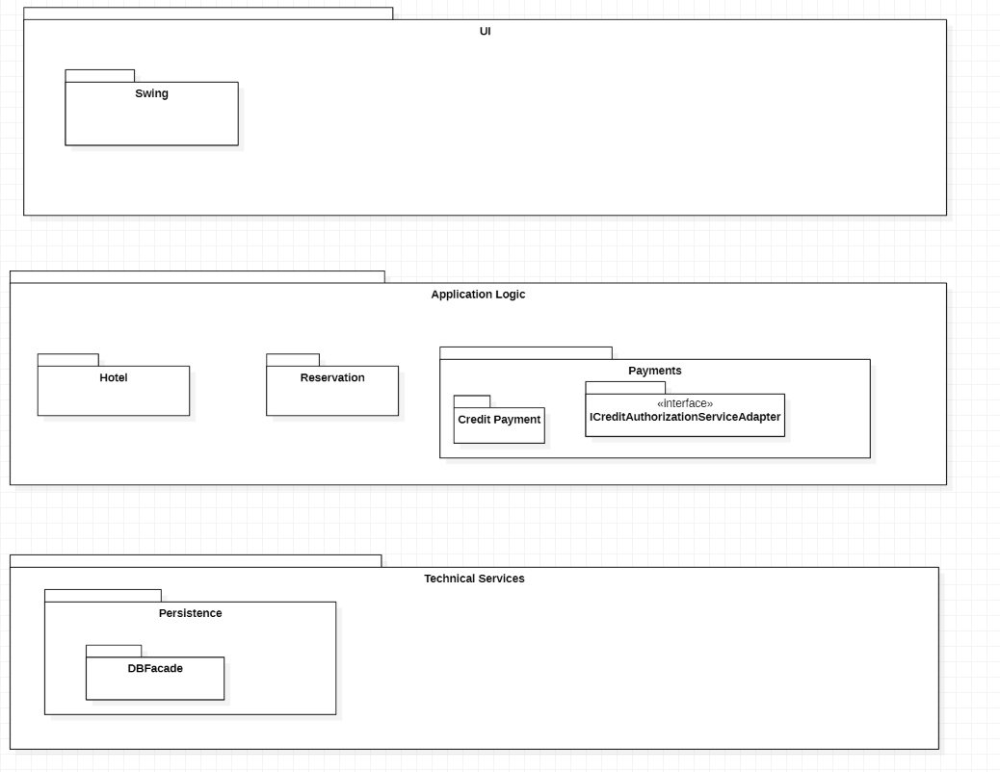 UI
Swing
Application Logic
Hotel
Reservation
Payments
Credit Payment
«interface»
ICreditAuthorizationServiceAdapter
Technical Services
Persistence
DBFacade